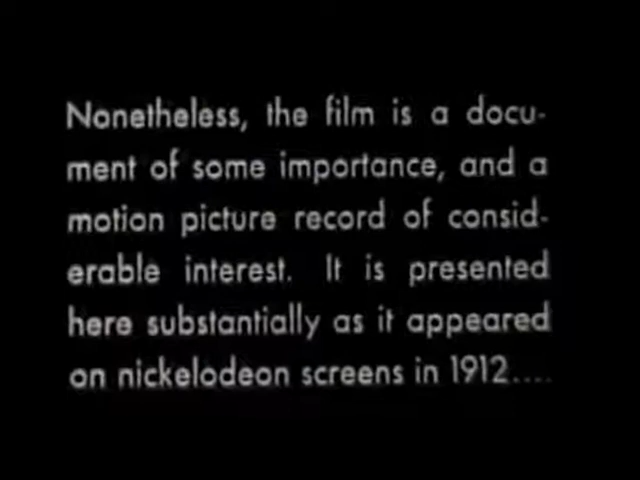 Nonetheless, the film is a docu-
ment of some importance, and a
motion picture record of consid-
erable interest. It is presented
here substantially as it appeared
on nickelodeon screens in 1912....